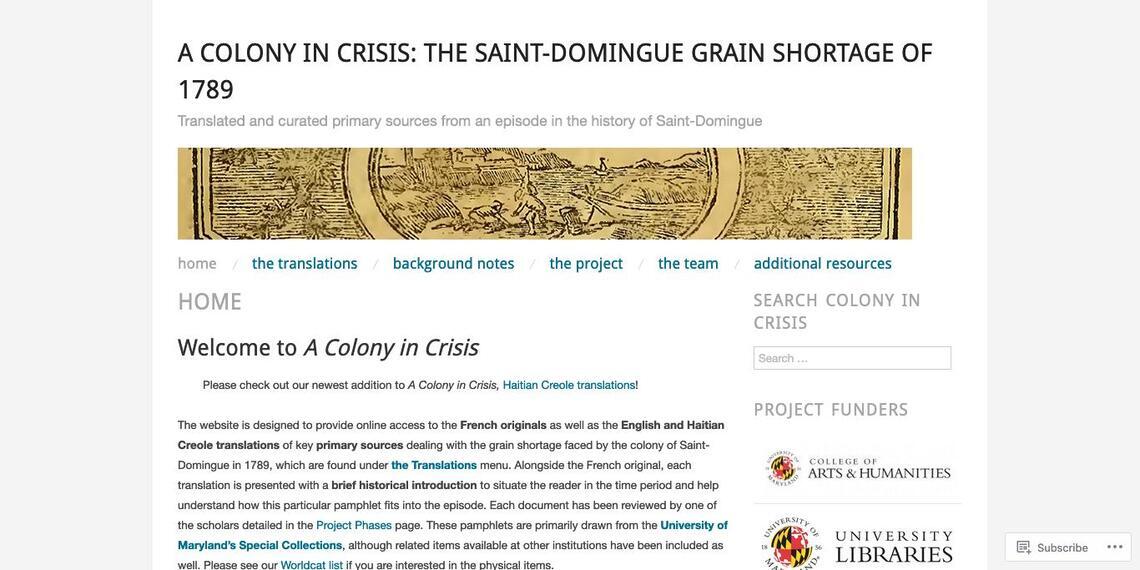 A COLONY IN CRISIS: THE SAINT-DOMINGUE GRAIN SHORTAGE OF
1789
Translated and curated primary sources from an episode in the history of Saint-Domingue
home / the translations / background notes / the project / the team / additional resources
HOME
Welcome to A Colony in Crisis
Please check out our newest addition to A Colony in Crisis, Haitian Creole translations!
The website is designed to provide online access to the French originals as well as the English and Haitian
Creole translations of key primary sources dealing with the grain shortage faced by the colony of Saint-
Domingue in 1789, which are found under the Translations menu. Alongside the French original, each
translation is presented with a brief historical introduction to situate the reader in the time period and help
understand how this particular pamphlet fits into the episode. Each document has been reviewed by one of
the scholars detailed in the Project Phases page. These pamphlets are primarily drawn from the University of
Maryland's Special Collections, although related items available at other institutions have been included as
well. Please see our Worldcat list if you are interested in the physical items.
SEARCH COLONY IN
CRISIS
Search ...
PROJECT FUNDERS
COLLEGE OF
ARTS & HUMANITIES
UNIVERSITY OF
18 56
UNIVERSITY
LIBRARIES
Subscribe